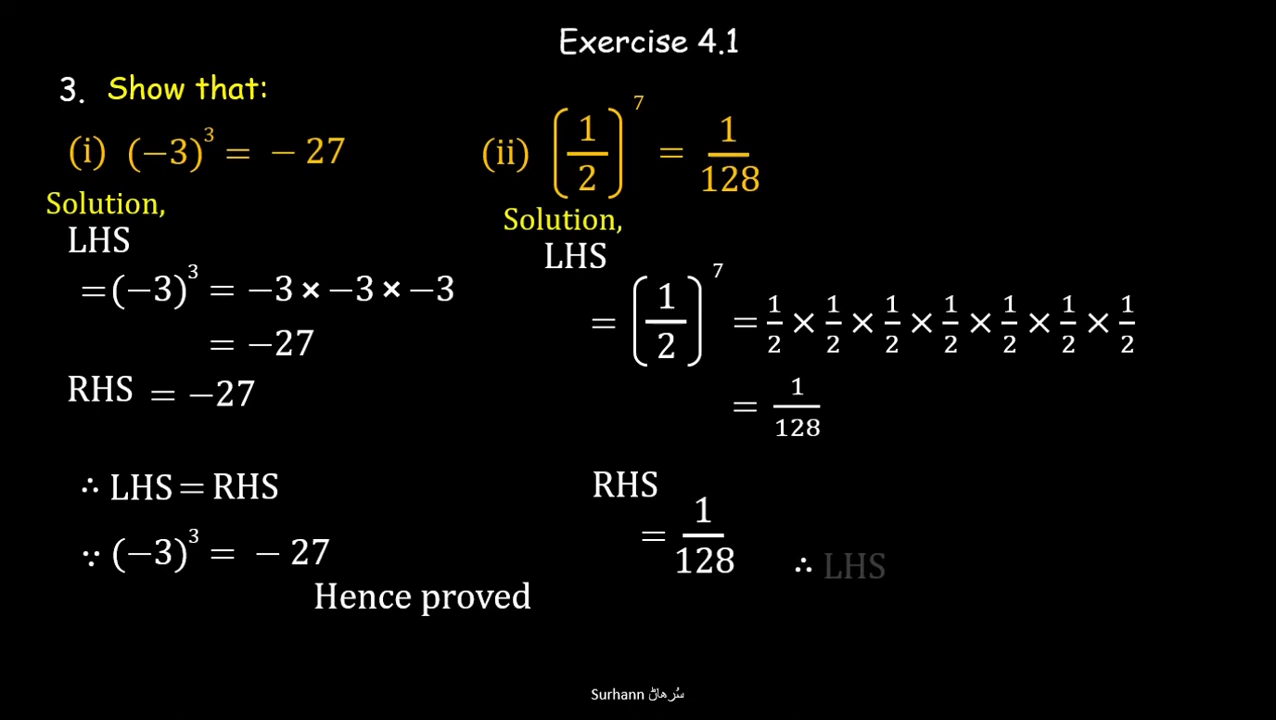 Exercise 4.1
3. Show that:
(i) (−3)³ = − 27
Solution,
LHS
= (−3)³ = −3 × −3 × −3
= −27
RHS = −27
∴ LHS = RHS
∵ (−3)³ = − 27
Hence proved
(ii) (1/2)⁷ = 1/128
Solution,
LHS
= (1/2)⁷ = 1/2 × 1/2 × 1/2 × 1/2 × 1/2 × 1/2 × 1/2
= 1/128
RHS
= 1/128
∴ LHS
Surhann سُرهاڻ